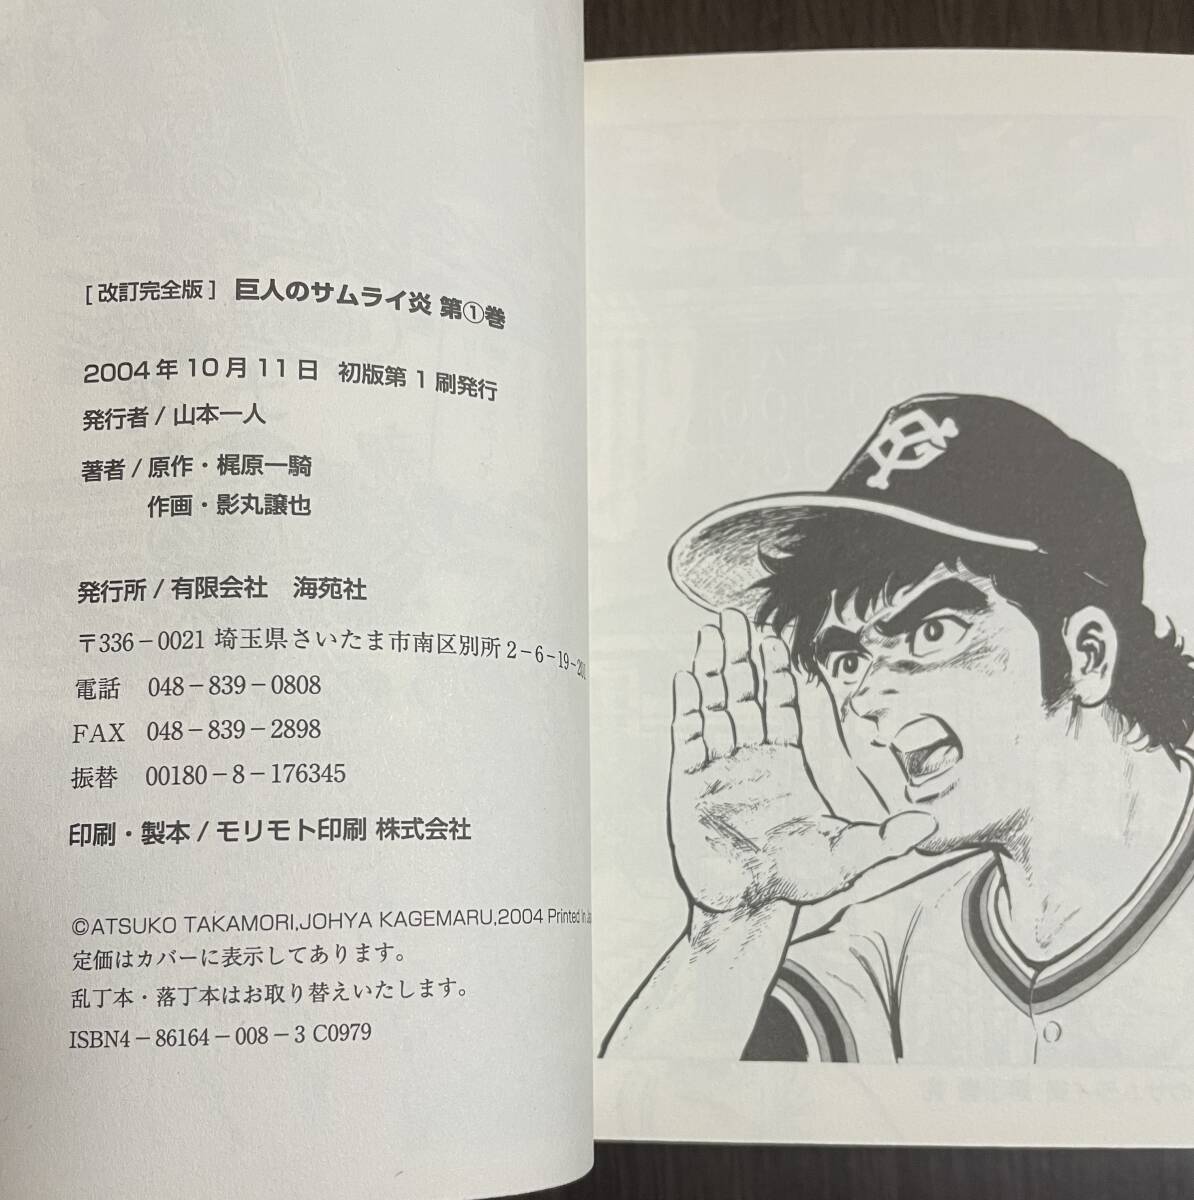 [改訂完全版] 巨人のサムライ炎 第①巻
2004年10月11日 初版第1刷発行
発行者/山本一人
著者/原作・梶原一騎
作画・影丸譲也
発行所/有限会社 海苑社
〒336-0021 埼玉県さいたま市南区別所2-6-19-201
電話 048-839-0808
FAX 048-839-2898
振替 00180-8-176345
印刷・製本/モリモト印刷 株式会社
©ATSUKO TAKAMORI,JOHYA KAGEMARU,2004 Printed in
定価はカバーに表示してあります。
乱丁本・落丁本はお取り替えいたします。
ISBN4-86164-008-3 C0979